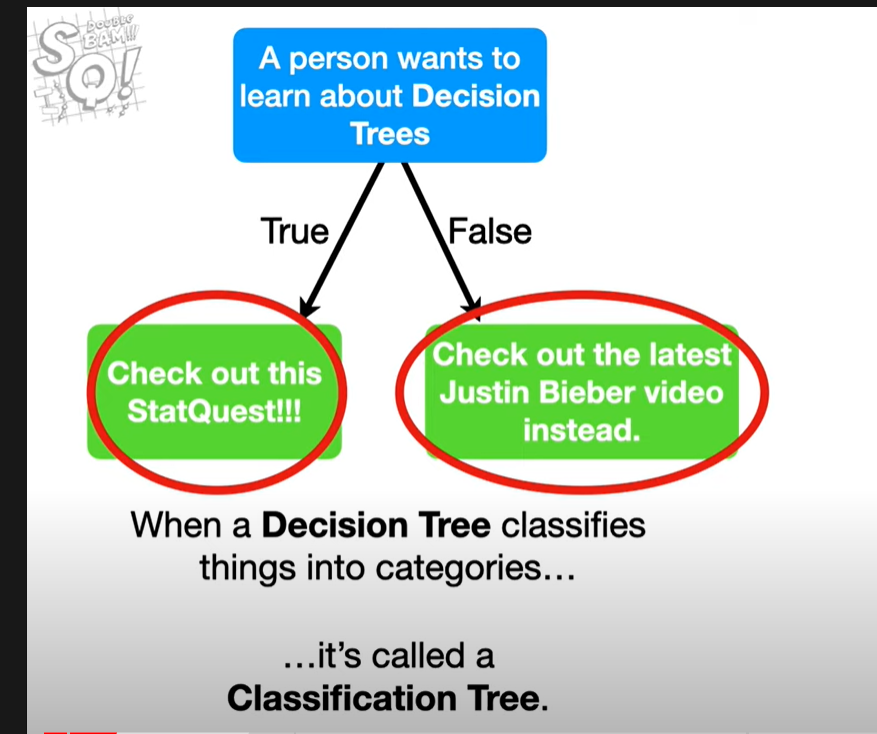 DOUBLE
BAM!!!
SQ!
A person wants to
learn about Decision
Trees
True
False
Check out this
StatQuest!!!
Check out the latest
Justin Bieber video
instead.
When a Decision Tree classifies
things into categories…
…it’s called a
Classification Tree.